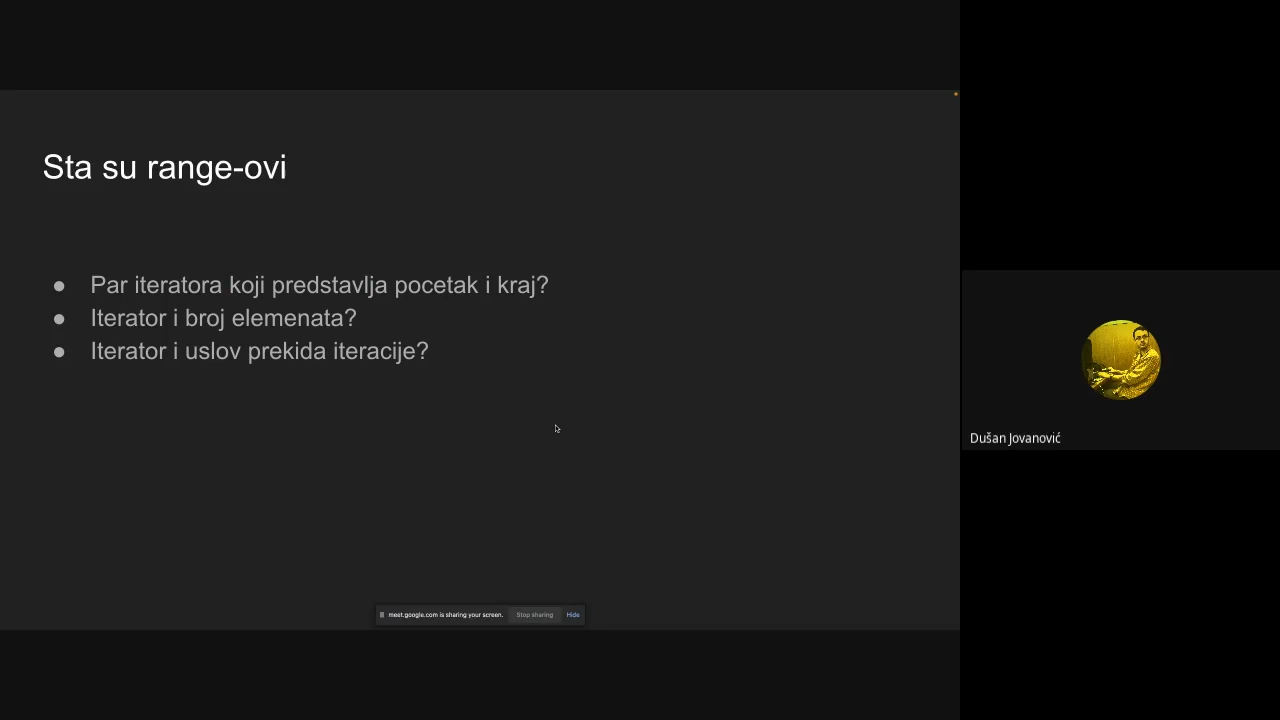 Sta su range-ovi
● Par iteratora koji predstavlja pocetak i kraj?
● Iterator i broj elemenata?
● Iterator i uslov prekida iteracije?
Dušan Jovanović
meet.google.com is sharing your screen. Stop sharing Hide